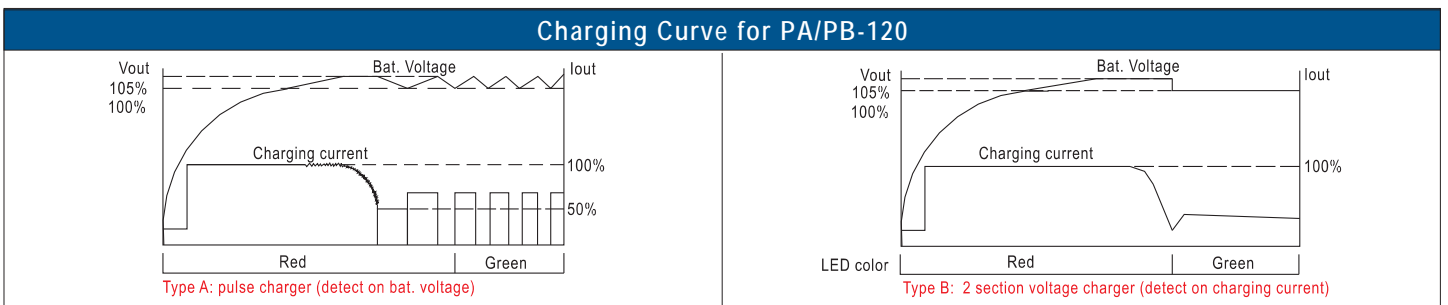 Charging Curve for PA/PB-120
Vout
105%
100%
Bat. Voltage
Iout
Charging current
100%
50%
Red
Green
Type A: pulse charger (detect on bat. voltage)
Vout
105%
100%
Bat. Voltage
Iout
Charging current
100%
LED color
Red
Green
Type B: 2 section voltage charger (detect on charging current)